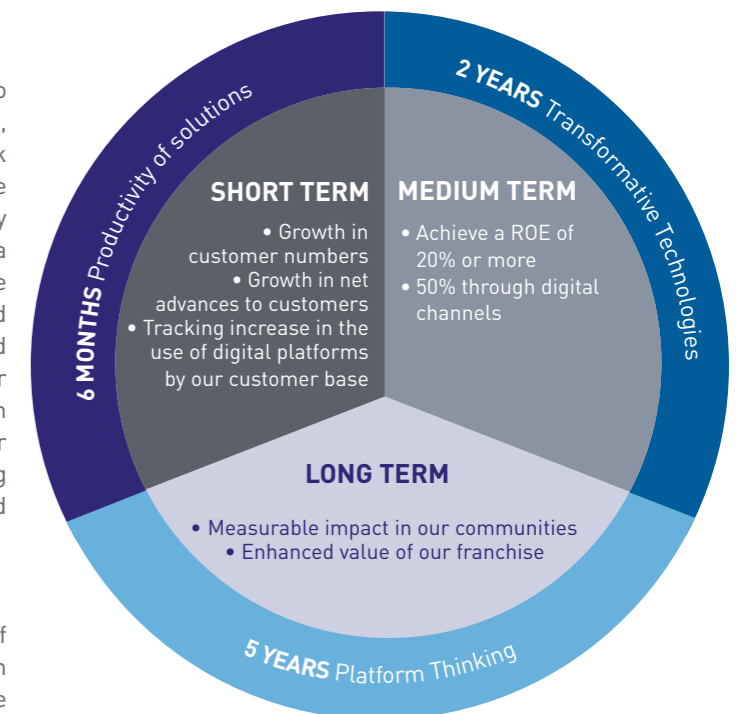 6 MONTHS Productivity of solutions
2 YEARS Transformative Technologies
SHORT TERM
• Growth in
customer numbers
• Growth in net
advances to customers
• Tracking increase in the
use of digital platforms
by our customer base
MEDIUM TERM
• Achieve a ROE of
20% or more
• 50% through digital
channels
LONG TERM
• Measurable impact in our communities
• Enhanced value of our franchise
5 YEARS Platform Thinking